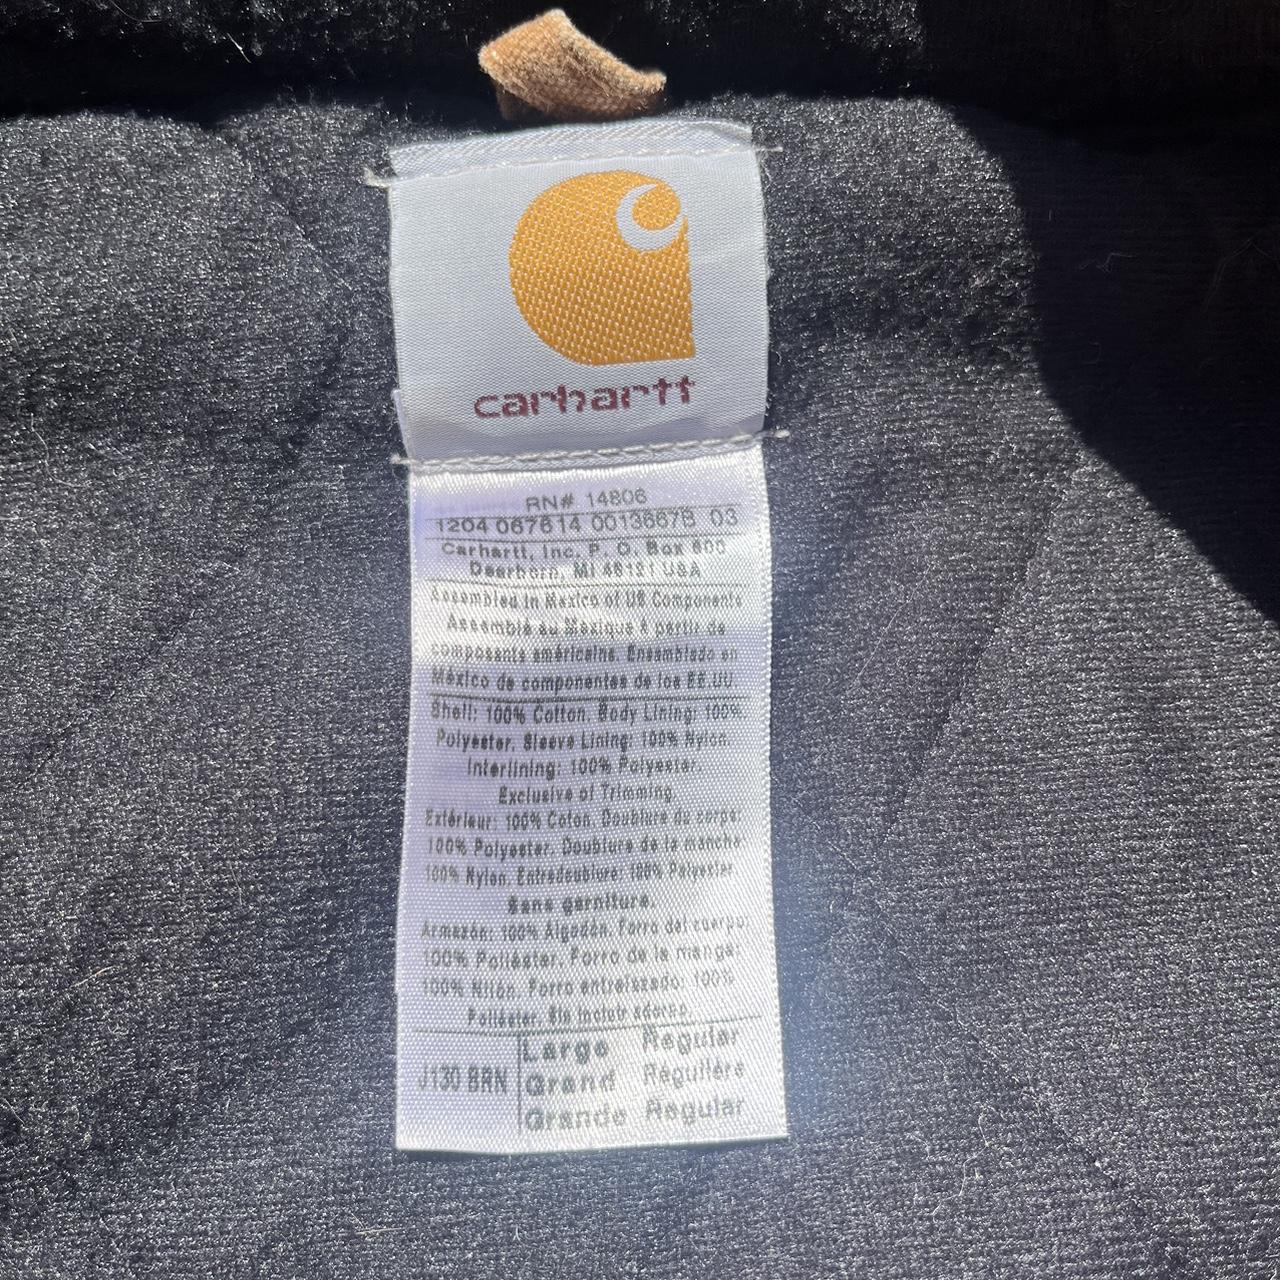 carhartt
RN# 14806
1204 067614 0013667B 03
Carhartt, Inc. P. O. Box 600
Dearborn, MI 48121 USA
Assembled in Mexico of US Components
Assemblé au Mexique à partir de
composants américains. Ensamblado en
México de componentes de los EE.UU
Shell: 100% Cotton. Body Lining: 100%
Polyester. Sleeve Lining: 100% Nylon.
Interlining: 100% Polyester.
Exclusive of Trimming.
Extérieur: 100% Coton. Doublure du corps:
100% Polyester. Doublure de la manche:
100% Nylon. Entredoublure: 100% Polyester
Sans garniture.
Armazón: 100% Algodón. Forro del cuerpo:
100% Poliéster. Forro de la manga:
100% Nilón. Forro entrelazado: 100%
Poliéster. Sin incluir adorno.
J130 BRN
Large Regular
Grand Régulière
Grande Regular